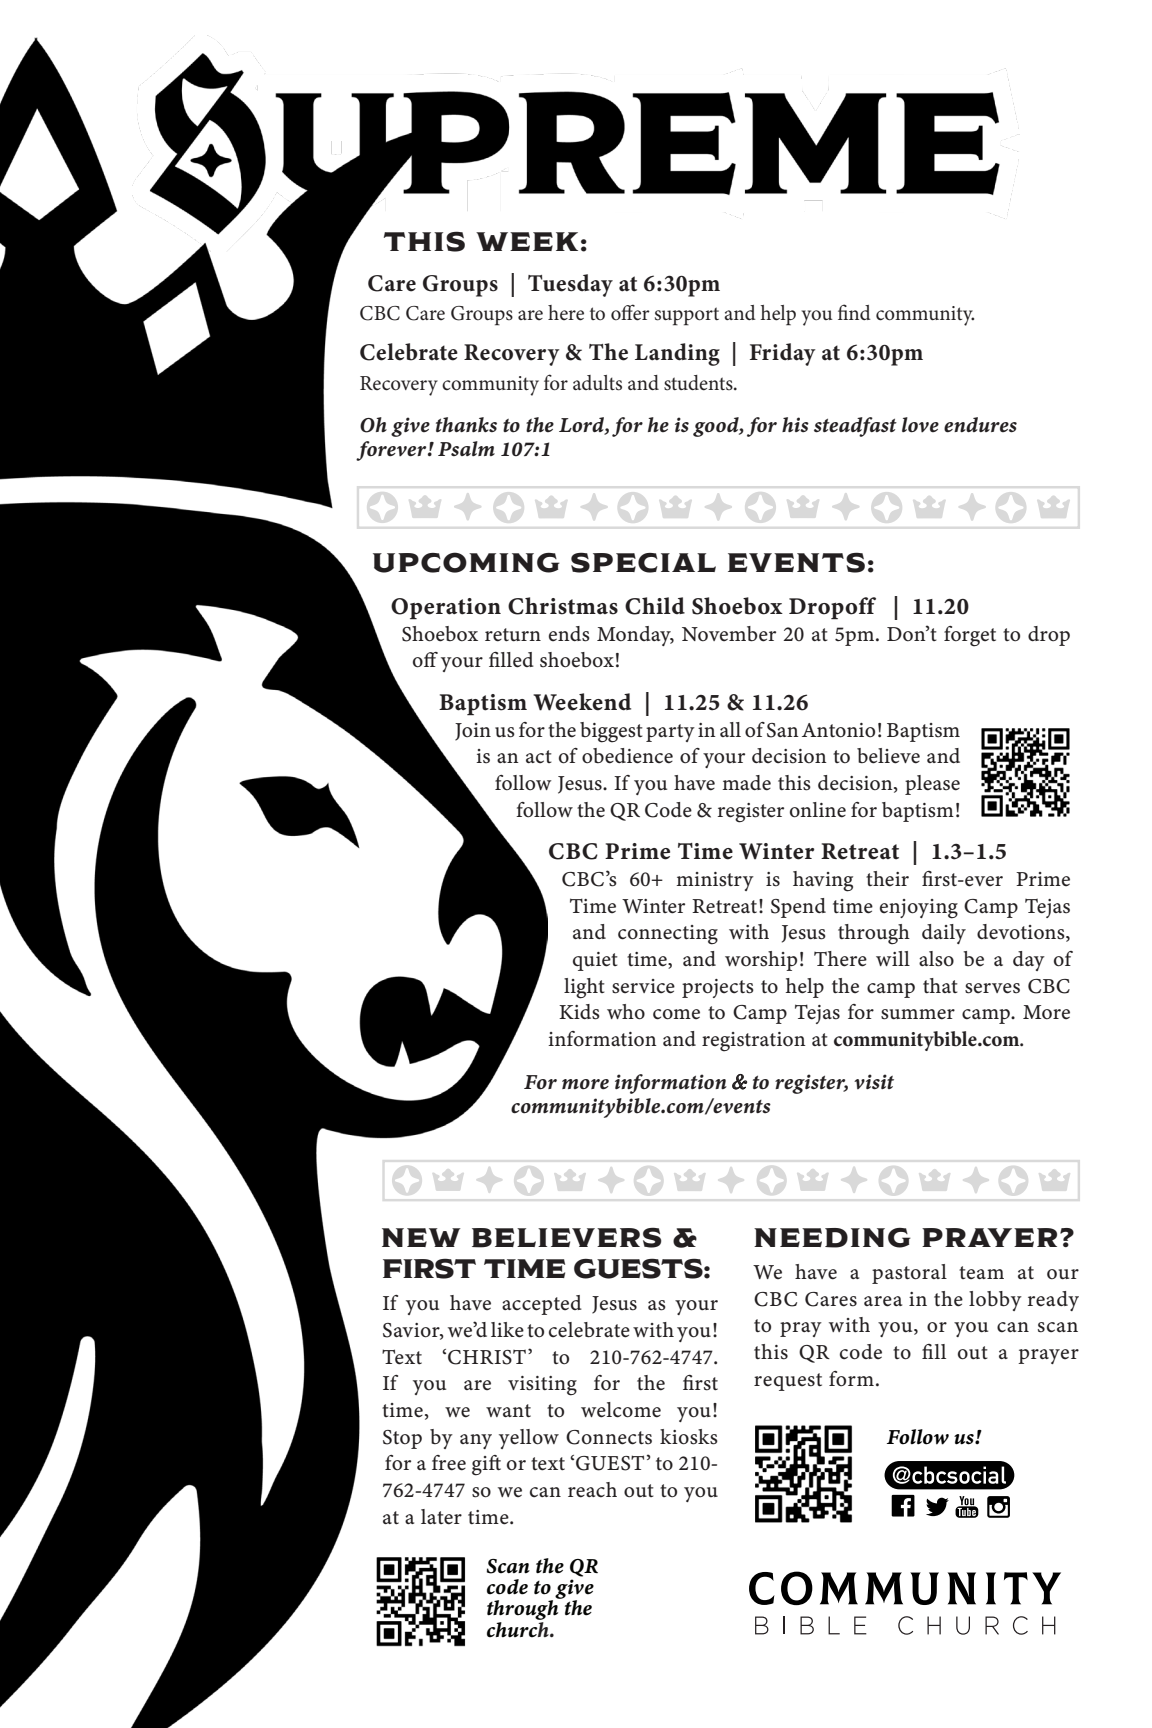 SUPREME
THIS WEEK:
Care Groups | Tuesday at 6:30pm
CBC Care Groups are here to offer support and help you find community.
Celebrate Recovery & The Landing | Friday at 6:30pm
Recovery community for adults and students.
Oh give thanks to the Lord, for he is good, for his steadfast love endures
forever! Psalm 107:1
UPCOMING SPECIAL EVENTS:
Operation Christmas Child Shoebox Dropoff | 11.20
Shoebox return ends Monday, November 20 at 5pm. Don’t forget to drop
off your filled shoebox!
Baptism Weekend | 11.25 & 11.26
Join us for the biggest party in all of San Antonio! Baptism
is an act of obedience of your decision to believe and
follow Jesus. If you have made this decision, please
follow the QR Code & register online for baptism!
CBC Prime Time Winter Retreat | 1.3–1.5
CBC’s 60+ ministry is having their first-ever Prime
Time Winter Retreat! Spend time enjoying Camp Tejas
and connecting with Jesus through daily devotions,
quiet time, and worship! There will also be a day of
light service projects to help the camp that serves CBC
Kids who come to Camp Tejas for summer camp. More
information and registration at communitybible.com.
For more information & to register, visit
communitybible.com/events
NEW BELIEVERS &
FIRST TIME GUESTS:
If you have accepted Jesus as your
Savior, we’d like to celebrate with you!
Text ‘CHRIST’ to 210-762-4747.
If you are visiting for the first
time, we want to welcome you!
Stop by any yellow Connects kiosks
for a free gift or text ‘GUEST’ to 210-
762-4747 so we can reach out to you
at a later time.
Scan the QR
code to give
through the
church.
NEEDING PRAYER?
We have a pastoral team at our
CBC Cares area in the lobby ready
to pray with you, or you can scan
this QR code to fill out a prayer
request form.
Follow us!
@cbcsocial
You
Tube
COMMUNITY
BIBLE CHURCH